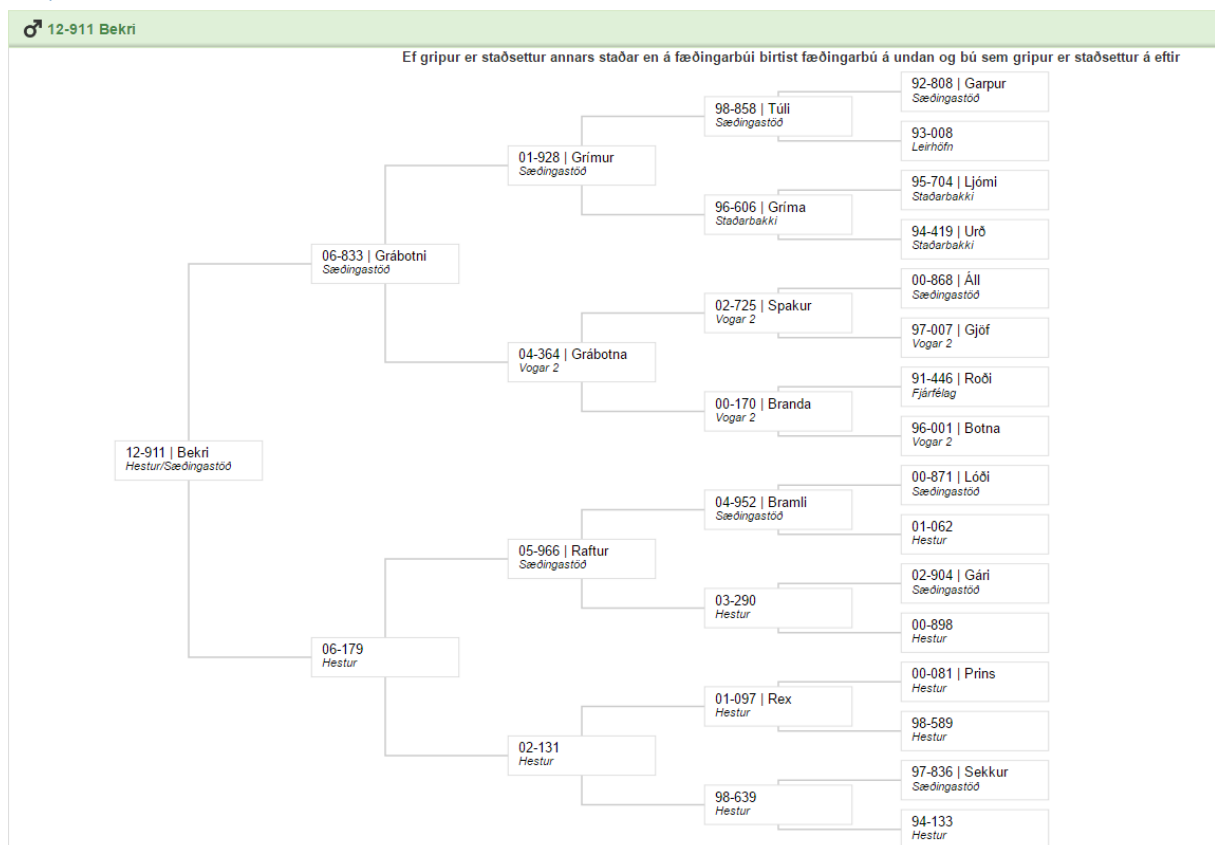 12-911 Bekri
Ef gripur er staðsettur annars staðar en á fæðingarbúi birtist fæðingarbú á undan og bú sem gripur er staðsettur á eftir
12-911 | Bekri
Hestur/Sæðingastöð
06-833 | Grábotni
Sæðingastöð
06-179
Hestur
01-928 | Grímur
Sæðingastöð
04-364 | Grábotna
Vogar 2
05-966 | Raftur
Sæðingastöð
02-131
Hestur
98-858 | Túli
Sæðingastöð
96-606 | Gríma
Staðarbakki
02-725 | Spakur
Vogar 2
00-170 | Branda
Vogar 2
04-952 | Bramli
Sæðingastöð
03-290
Hestur
01-097 | Rex
Hestur
98-639
Hestur
92-808 | Garpur
Sæðingastöð
93-008
Leirhöfn
95-704 | Ljómi
Staðarbakki
94-419 | Urð
Staðarbakki
00-868 | Áll
Sæðingastöð
97-007 | Gjöf
Vogar 2
91-446 | Roði
Fjárfélag
96-001 | Botna
Vogar 2
00-871 | Lóði
Sæðingastöð
01-062
Hestur
02-904 | Gári
Sæðingastöð
00-898
Hestur
00-081 | Prins
Hestur
98-589
Hestur
97-836 | Sekkur
Sæðingastöð
94-133
Hestur